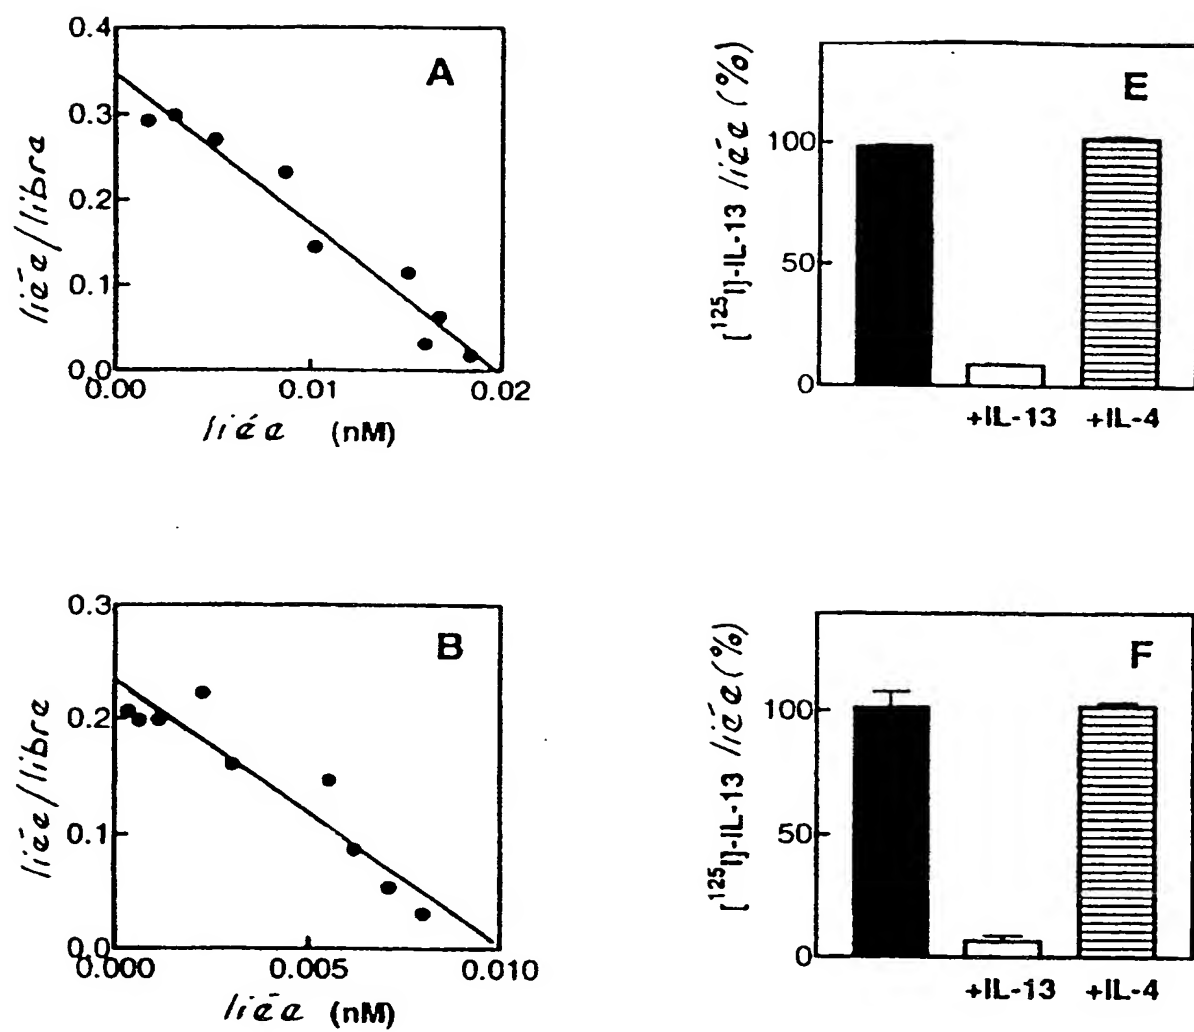 A
liée/libre
0.4
0.3
0.2
0.1
0.0
0.00
0.01
0.02
liée (nM)
E
[125I]-IL-13 liée (%)
100
50
0
+IL-13
+IL-4
B
liée/libre
0.3
0.2
0.1
0.0
0.000
0.005
0.010
liée (nM)
F
[125I]-IL-13 liée (%)
100
50
0
+IL-13
+IL-4